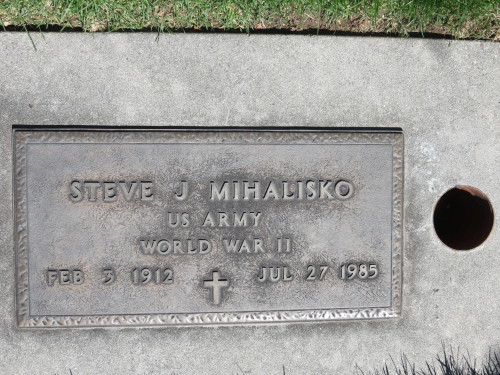 STEVE J MIHALISKO
US ARMY
WORLD WAR II
FEB 3 1912 JUL 27 1985